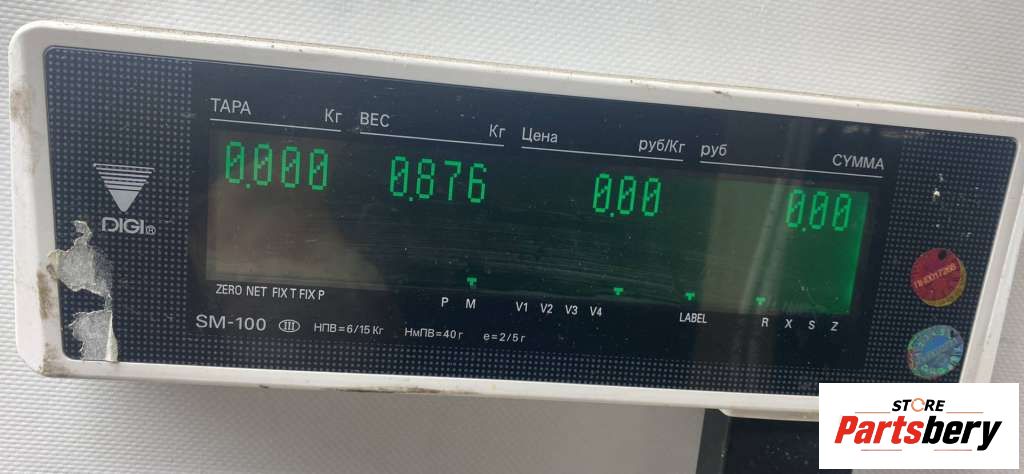 ТАРА Кг ВЕС Кг Цена руб/Кг руб СУММА
0.000 0.876 0.00 0.00
DIGI®
ZERO NET FIX T FIX P P M V1 V2 V3 V4 LABEL R X S Z
SM-100 III НПВ=6/15 Кг НмПВ=40 г e=2/5 г
STORE
Partsbery